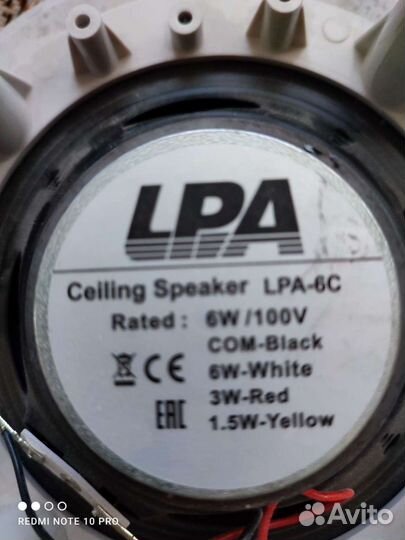 LPA
Ceiling Speaker LPA-6C
Rated : 6W/100V
COM-Black
CE 6W-White
3W-Red
EAC 1.5W-Yellow
REDMI NOTE 10 PRO
Avito